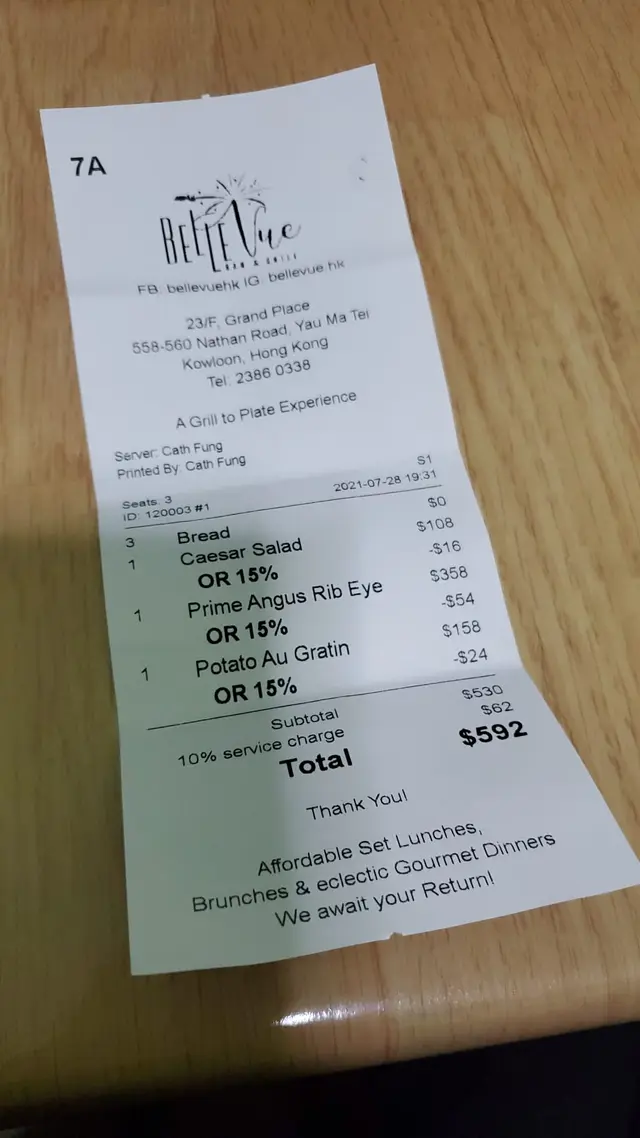 7A
BELLEVue
BAR & GRILL
FB: bellevuehk IG: bellevue.hk
23/F, Grand Place
558-560 Nathan Road, Yau Ma Tei
Kowloon, Hong Kong
Tel: 2386 0338
A Grill to Plate Experience
Server: Cath Fung
Printed By: Cath Fung
S1
Seats: 3
2021-07-28 19:31
ID: 120003 #1
3 Bread $0
1 Caesar Salad $108
OR 15% -$16
1 Prime Angus Rib Eye $358
OR 15% -$54
1 Potato Au Gratin $158
OR 15% -$24
Subtotal $530
10% service charge $62
Total $592
Thank You!
Affordable Set Lunches,
Brunches & eclectic Gourmet Dinners
We await your Return!